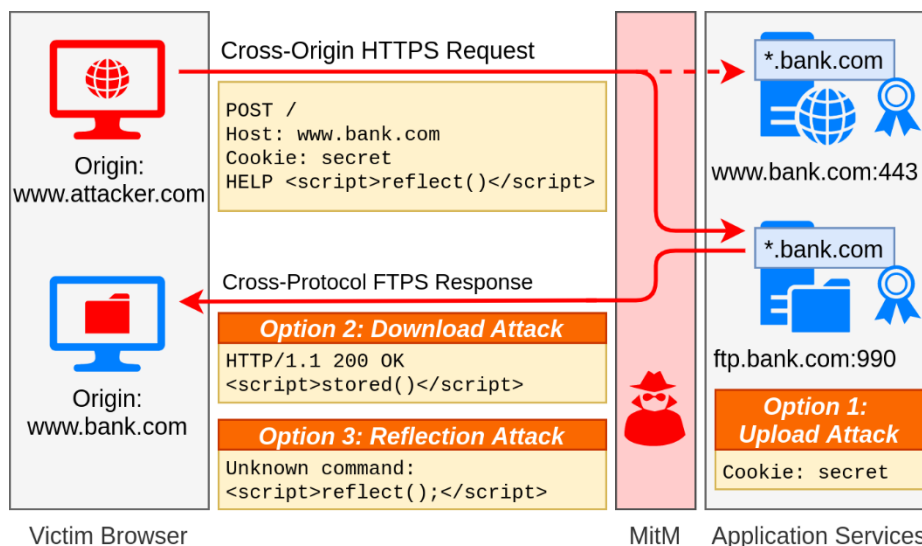 Cross-Origin HTTPS Request
POST /
Host: www.bank.com
Cookie: secret
HELP <script>reflect()</script>
Origin:
www.attacker.com
*.bank.com
www.bank.com:443
Cross-Protocol FTPS Response
Option 2: Download Attack
HTTP/1.1 200 OK
<script>stored()</script>
Option 3: Reflection Attack
Unknown command:
<script>reflect();</script>
Origin:
www.bank.com
*.bank.com
ftp.bank.com:990
Option 1:
Upload Attack
Cookie: secret
Victim Browser
MitM
Application Services